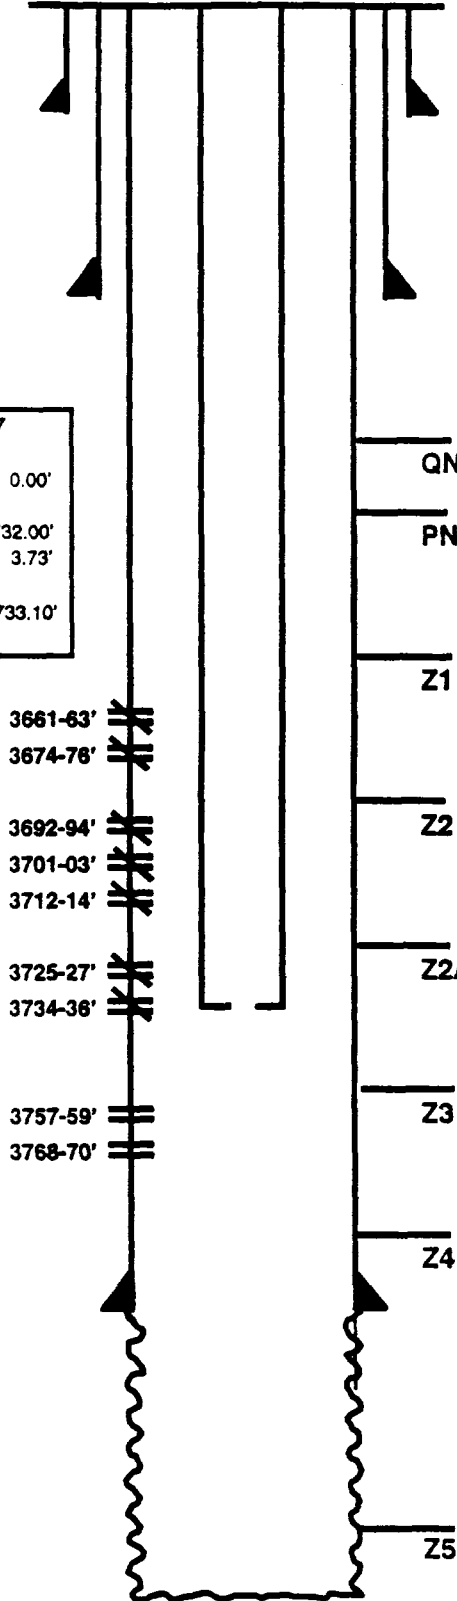 0.00'
32.00'
3.73'
733.10'
QN
PN
Z1
3661-63'
3674-76'
Z2
3692-94'
3701-03'
3712-14'
Z2
3725-27'
3734-36'
Z3
3757-59'
3768-70'
Z4
Z5